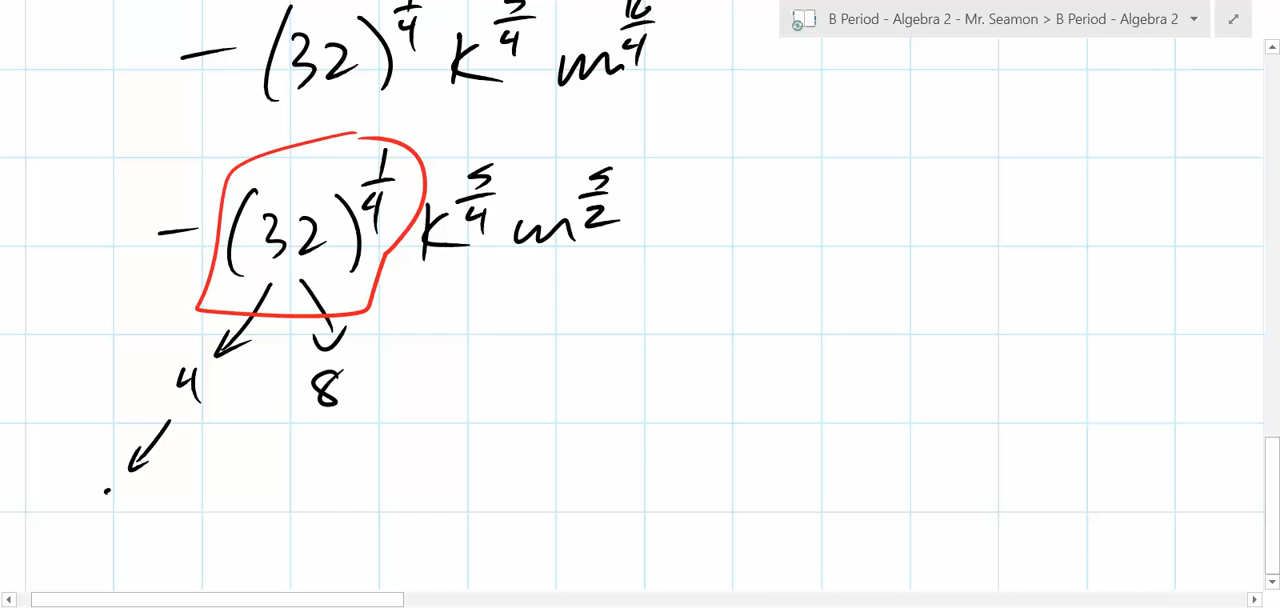 B Period - Algebra 2 - Mr. Seamon > B Period - Algebra 2
- (32)^{1/4} k^{5/4} m^{10/4}
- (32)^{1/4} k^{5/4} m^{5/2}
4 8